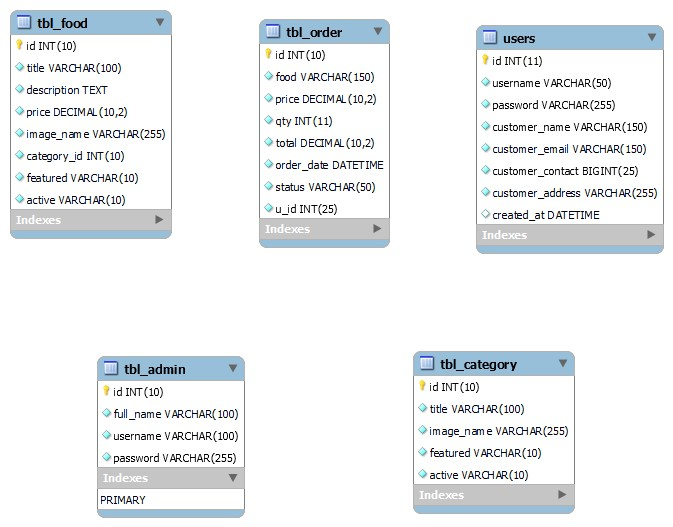 tbl_food
id INT(10)
title VARCHAR(100)
description TEXT
price DECIMAL(10,2)
image_name VARCHAR(255)
category_id INT(10)
featured VARCHAR(10)
active VARCHAR(10)
Indexes
tbl_order
id INT(10)
food VARCHAR(150)
price DECIMAL(10,2)
qty INT(11)
total DECIMAL(10,2)
order_date DATETIME
status VARCHAR(50)
u_id INT(25)
Indexes
users
id INT(11)
username VARCHAR(50)
password VARCHAR(255)
customer_name VARCHAR(150)
customer_email VARCHAR(150)
customer_contact BIGINT(25)
customer_address VARCHAR(255)
created_at DATETIME
Indexes
tbl_admin
id INT(10)
full_name VARCHAR(100)
username VARCHAR(100)
password VARCHAR(255)
Indexes
PRIMARY
tbl_category
id INT(10)
title VARCHAR(100)
image_name VARCHAR(255)
featured VARCHAR(10)
active VARCHAR(10)
Indexes